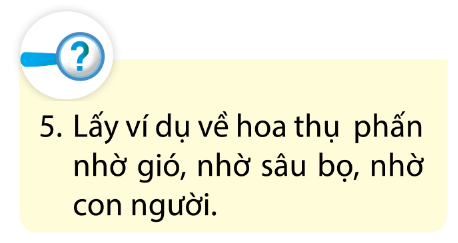 ?
5. Lấy ví dụ về hoa thụ phấn
nhờ gió, nhờ sâu bọ, nhờ
con người.